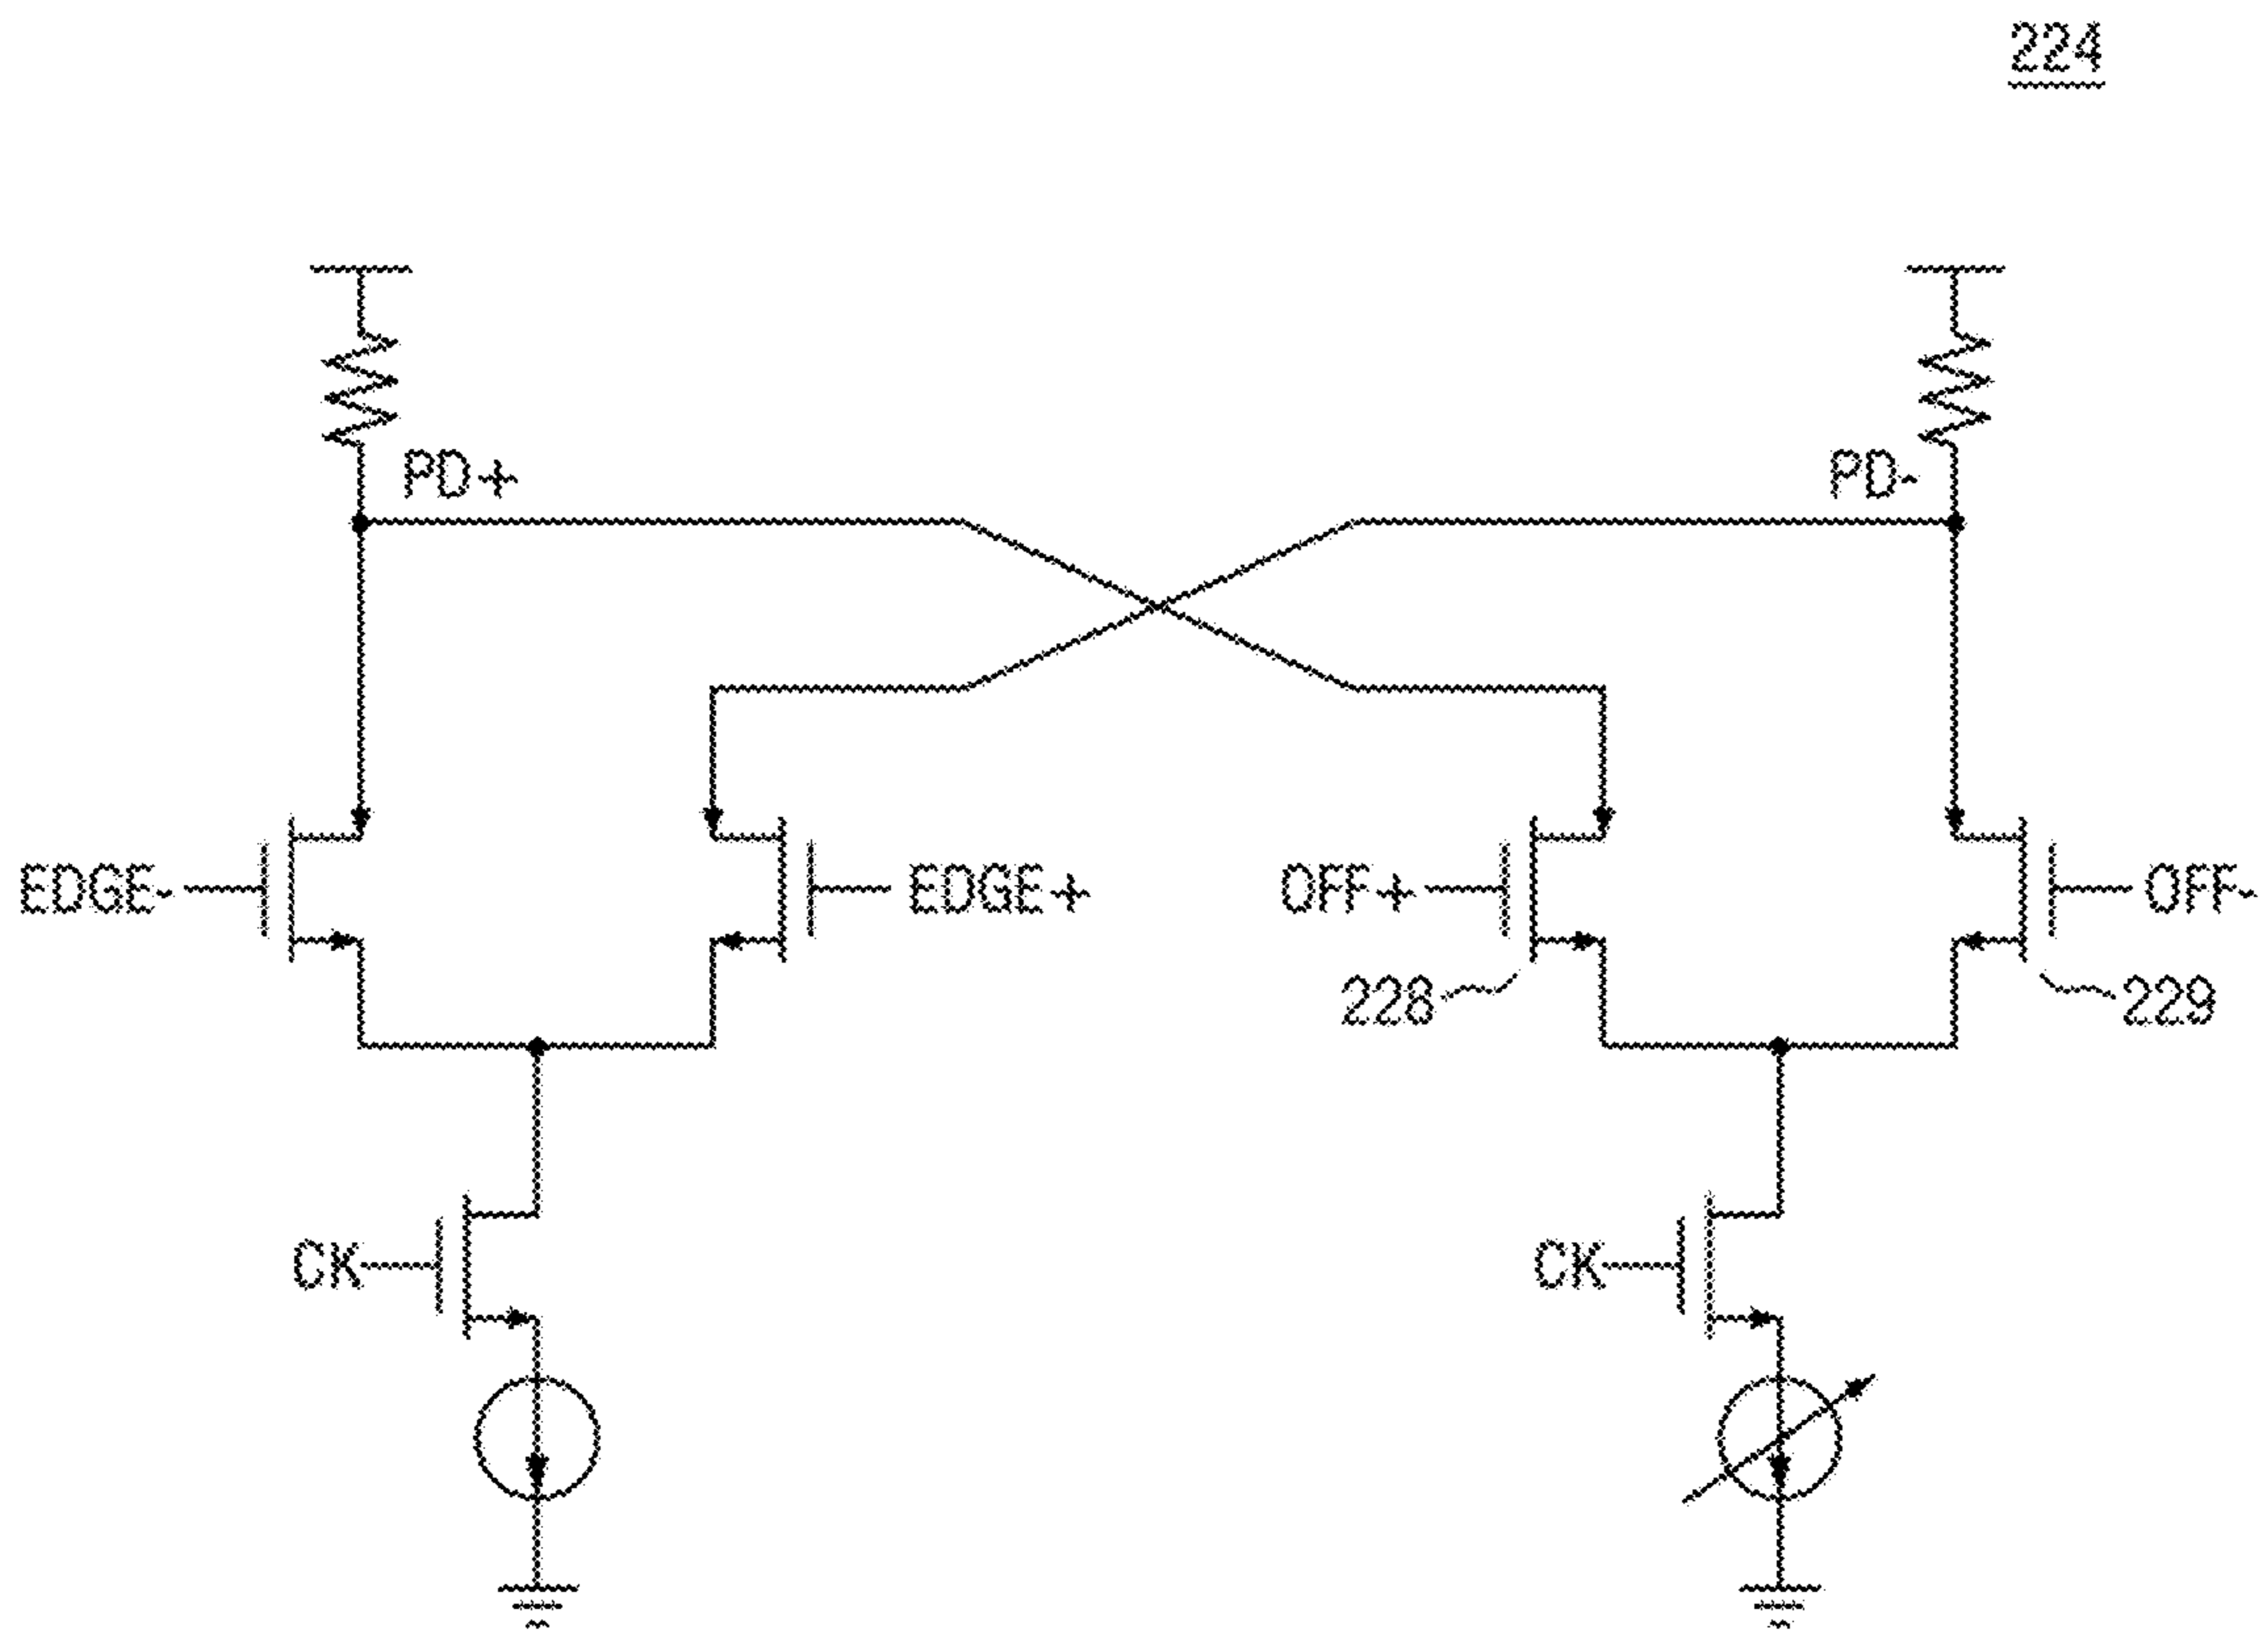 224
PD+
PD-
EDGE-
EDGE+
OFF+
OFF-
228
229
CK
CK